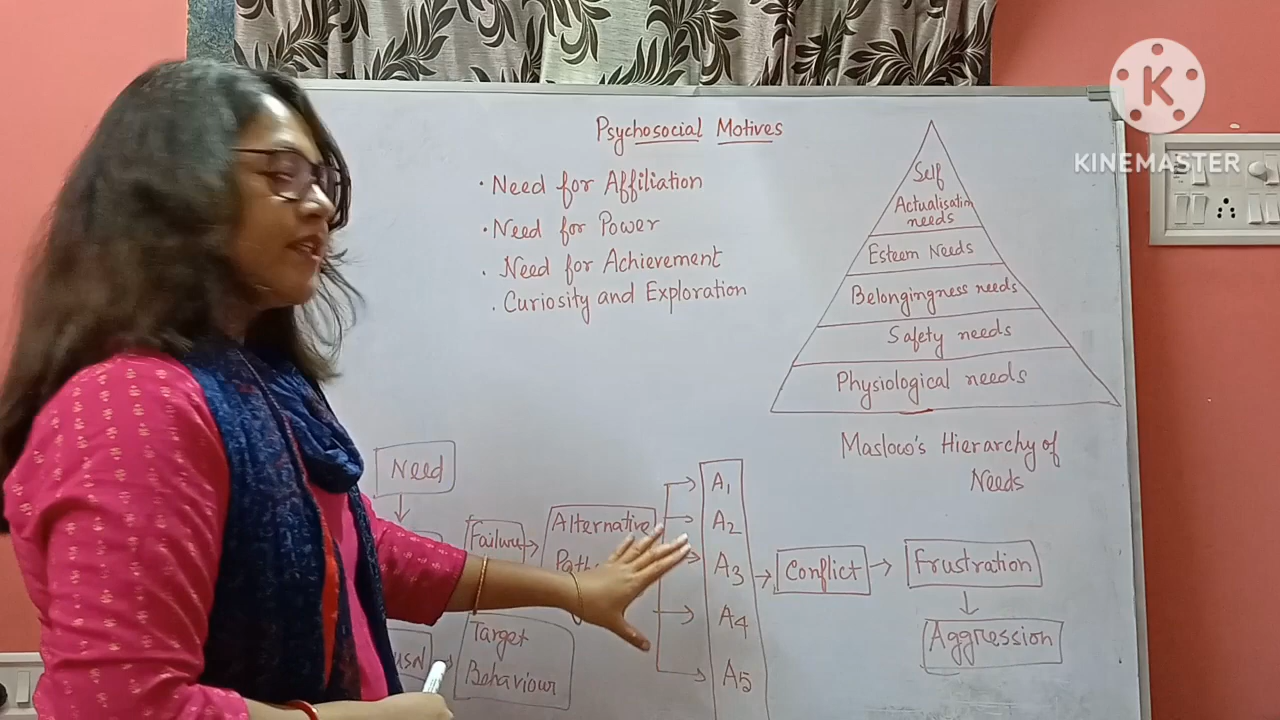 Psychosocial Motives
· Need for Affiliation
· Need for Power
· Need for Achievement
· Curiosity and Exploration
Self
Actualisation
needs
Esteem Needs
Belongingness needs
Safety needs
Physiological needs
Maslow's Hierarchy of
Needs
Need
Failure
Alternative
Target
Behaviour
A1
A2
A3
A4
A5
Conflict
Frustration
Aggression
K
KINEMASTER